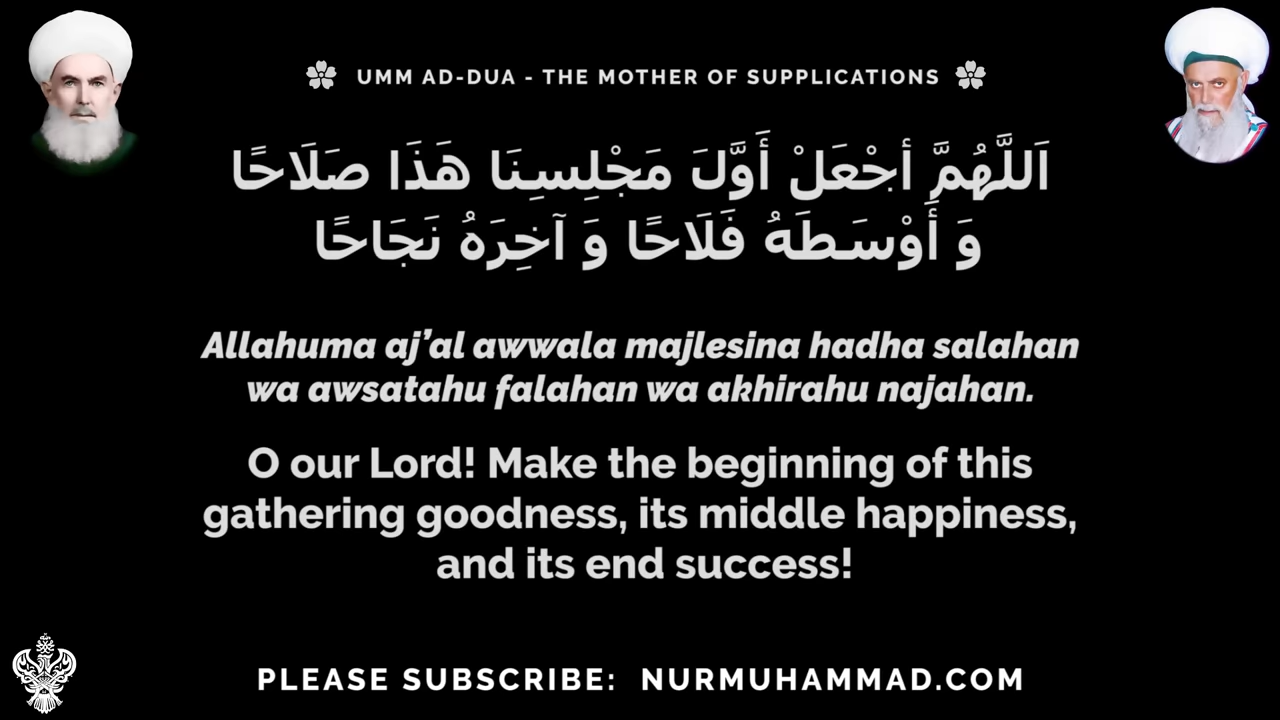 UMM AD-DUA - THE MOTHER OF SUPPLICATIONS
اَللَّهُمَّ أجْعَلْ أَوَّلَ مَجْلِسِنَا هَذَا صَلَاحًا
وَ أَوْسَطَهُ فَلَاحًا وَ آخِرَهُ نَجَاحًا
Allahuma aj’al awwala majlesina hadha salahan
wa awsatahu falahan wa akhirahu najahan.
O our Lord! Make the beginning of this
gathering goodness, its middle happiness,
and its end success!
PLEASE SUBSCRIBE: NURMUHAMMAD.COM